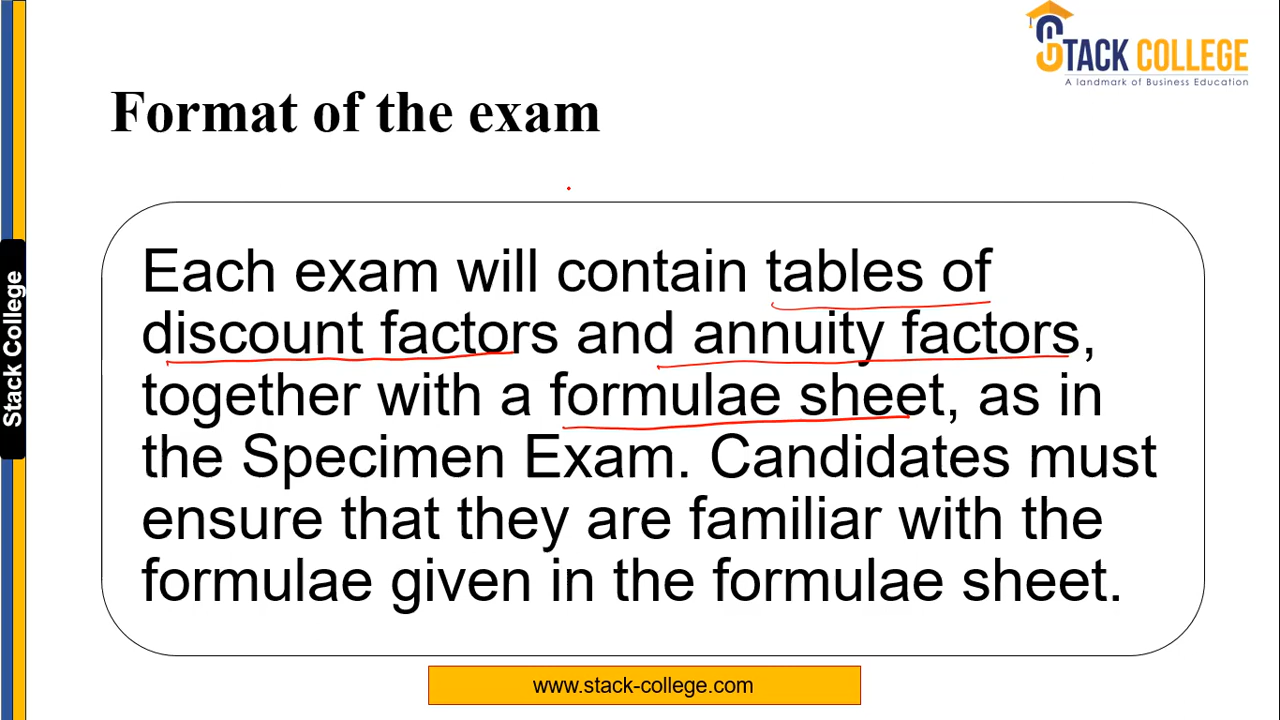 STACK COLLEGE
A landmark of Business Education
Format of the exam
Each exam will contain tables of
discount factors and annuity factors,
together with a formulae sheet, as in
the Specimen Exam. Candidates must
ensure that they are familiar with the
formulae given in the formulae sheet.
Stack College
www.stack-college.com